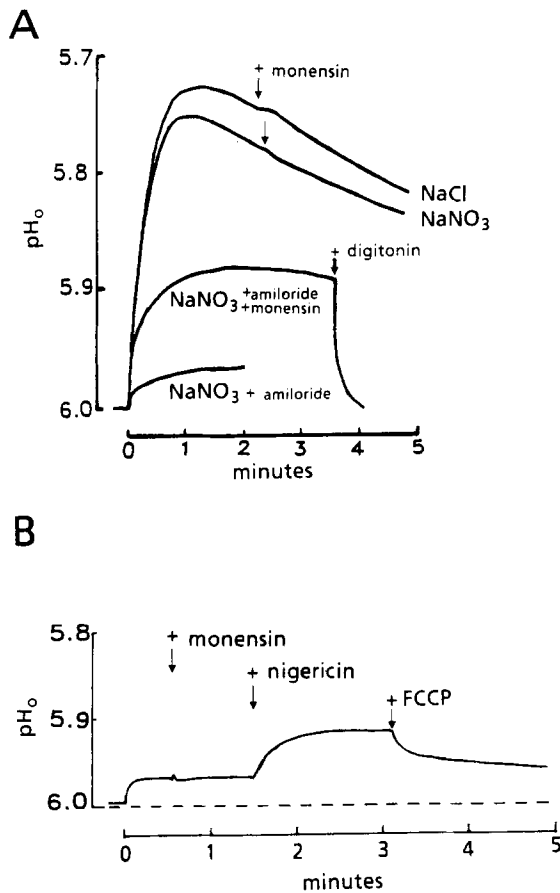 A
5.7
5.8
5.9
6.0
pHo
+ monensin
NaCl
NaNO3
+ digitonin
NaNO3 +amiloride
+monensin
NaNO3 + amiloride
0 1 2 3 4 5
minutes
B
5.8
5.9
6.0
pHo
+
monensin
+ nigericin
+ FCCP
0 1 2 3 4 5
minutes